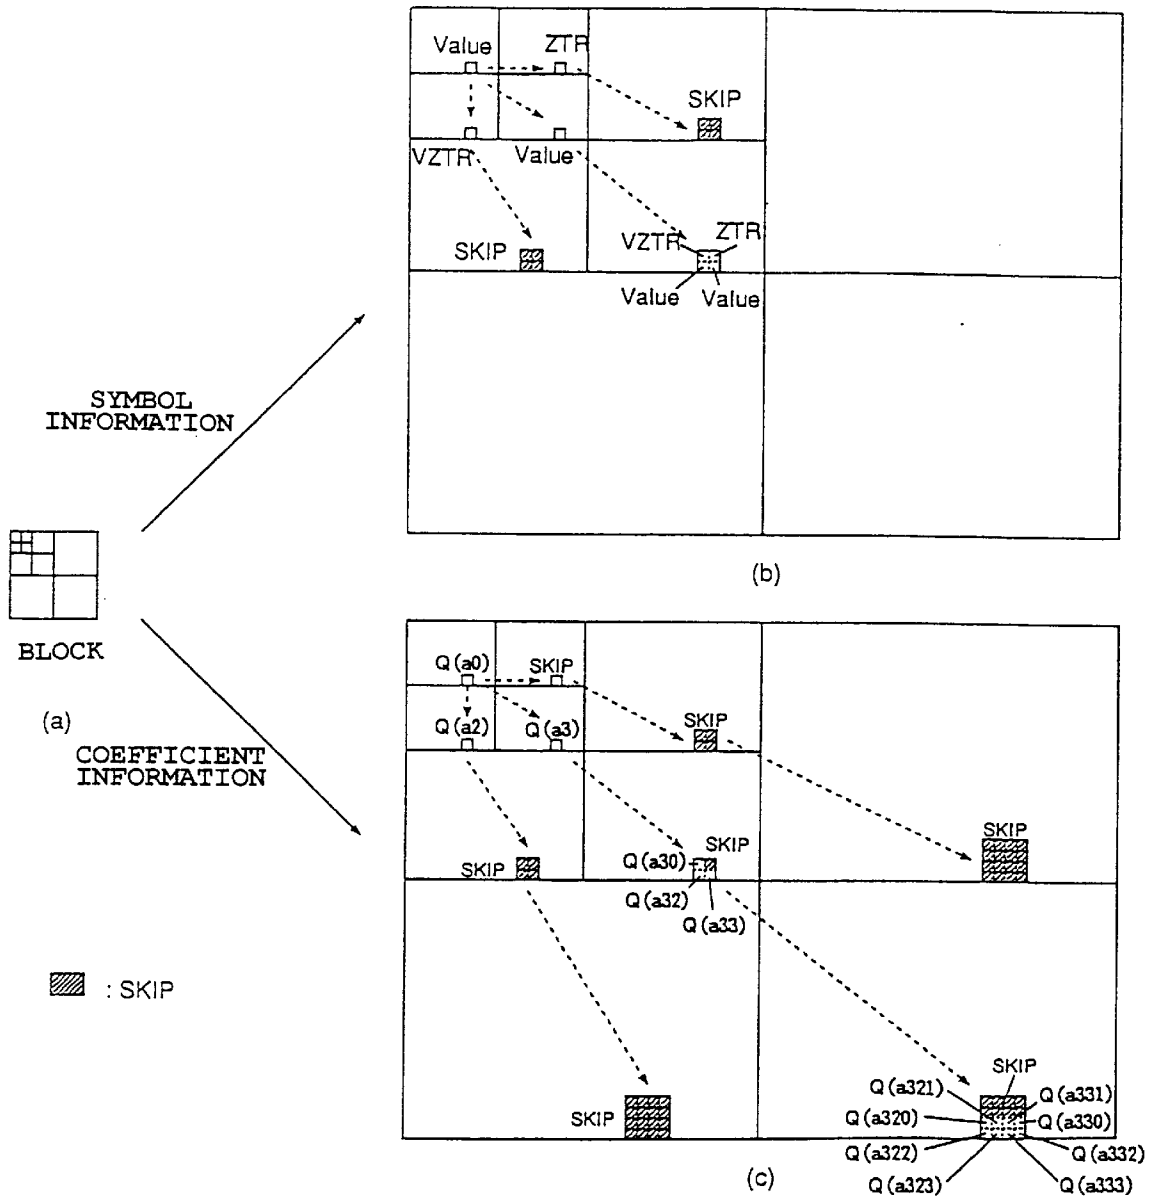 Value
ZTR
SKIP
VZTR
Value
SKIP
VZTR
ZTR
Value
Value
(b)
SYMBOL
INFORMATION
BLOCK
(a)
COEFFICIENT
INFORMATION
: SKIP
Q(a0)
SKIP
Q(a2)
Q(a3)
SKIP
SKIP
SKIP
Q(a30)
SKIP
Q(a32)
Q(a33)
SKIP
SKIP
Q(a321)
Q(a331)
Q(a320)
Q(a330)
Q(a322)
Q(a332)
Q(a323)
Q(a333)
(c)